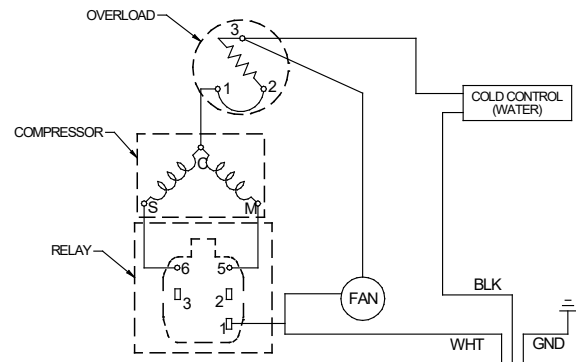 OVERLOAD
3
1 2
COLD CONTROL
(WATER)
COMPRESSOR
C
S M
RELAY
6 5
3 2
1
FAN
BLK
WHT GND